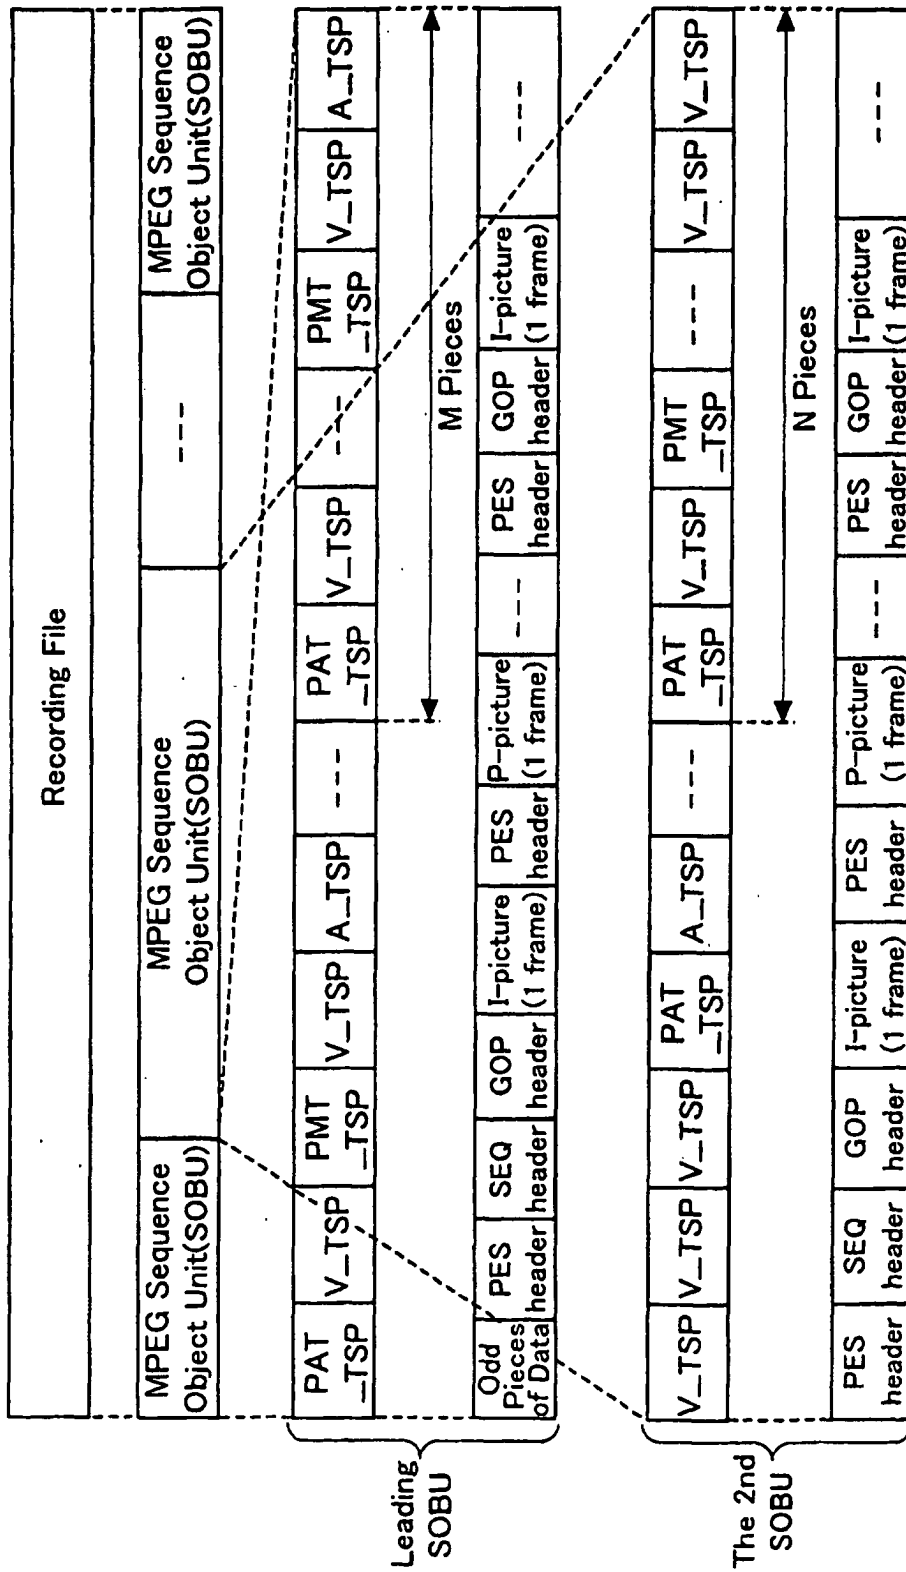 Recording File
MPEG Sequence
Object Unit(SOBU)
MPEG Sequence
Object Unit(SOBU)
---
MPEG Sequence
Object Unit(SOBU)
Leading
SOBU
PAT
_TSP
V_TSP
PMT
_TSP
V_TSP
A_TSP
---
PAT
_TSP
V_TSP
---
PMT
_TSP
V_TSP
A_TSP
M Pieces
Odd
Pieces
of Data
PES
header
SEQ
header
GOP
header
I-picture
(1 frame)
PES
header
P-picture
(1 frame)
---
PES
header
GOP
header
I-picture
(1 frame)
---
The 2nd
SOBU
V_TSP
V_TSP
V_TSP
PAT
_TSP
A_TSP
---
PAT
_TSP
V_TSP
PMT
_TSP
---
V_TSP
V_TSP
N Pieces
PES
header
SEQ
header
GOP
header
I-picture
(1 frame)
PES
header
P-picture
(1 frame)
---
PES
header
GOP
header
I-picture
(1 frame)
---